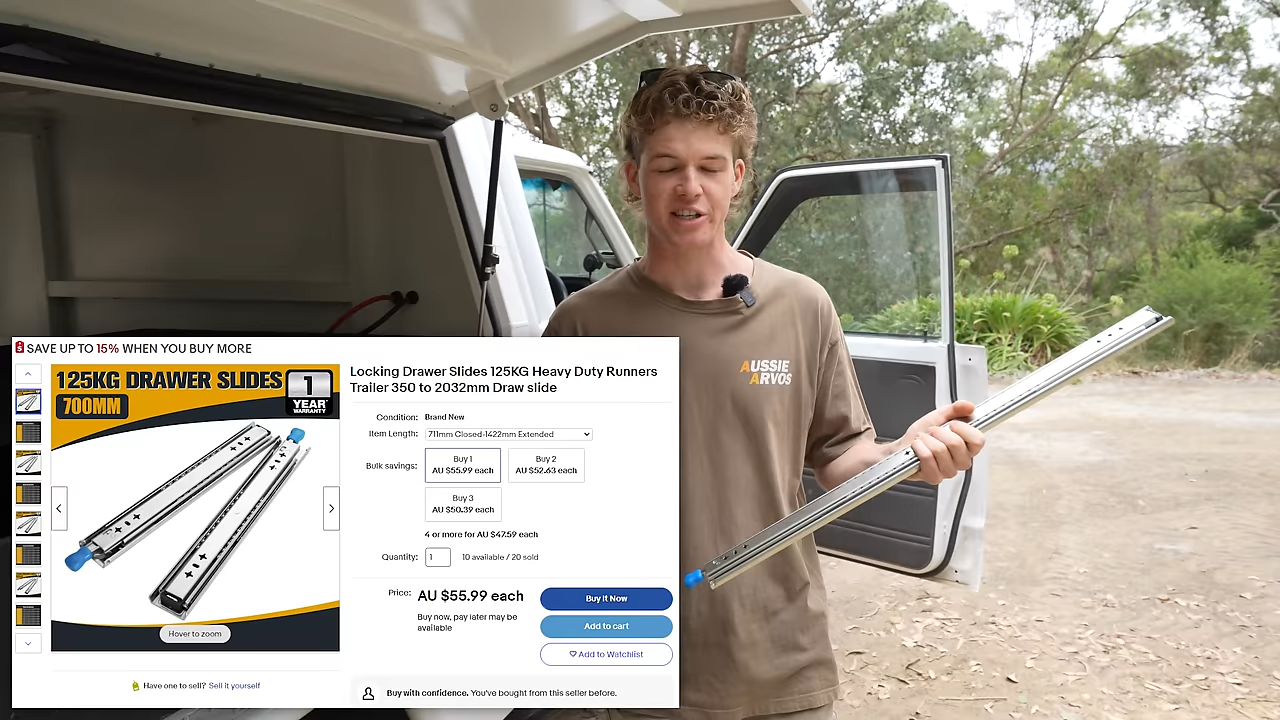 SAVE UP TO 15% WHEN YOU BUY MORE
125KG DRAWER SLIDES
700MM
1
YEAR
WARRANTY
Hover to zoom
Have one to sell? Sell it yourself
Locking Drawer Slides 125KG Heavy Duty Runners
Trailer 350 to 2032mm Draw slide
Condition: Brand New
Item Length: 711mm Closed-1422mm Extended
Bulk savings:
Buy 1
AU $55.99 each
Buy 2
AU $52.63 each
Buy 3
AU $50.39 each
4 or more for AU $47.59 each
Quantity: 1 10 available / 20 sold
Price: AU $55.99 each
Buy now, pay later may be
available
Buy It Now
Add to cart
Add to Watchlist
Buy with confidence. You've bought from this seller before.
AUSSIE
ARVOS